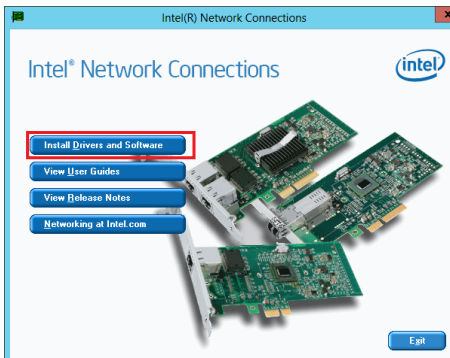 Intel(R) Network Connections
x
Intel® Network Connections
intel
Install Drivers and Software
View User Guides
View Release Notes
Networking at Intel.com
Exit